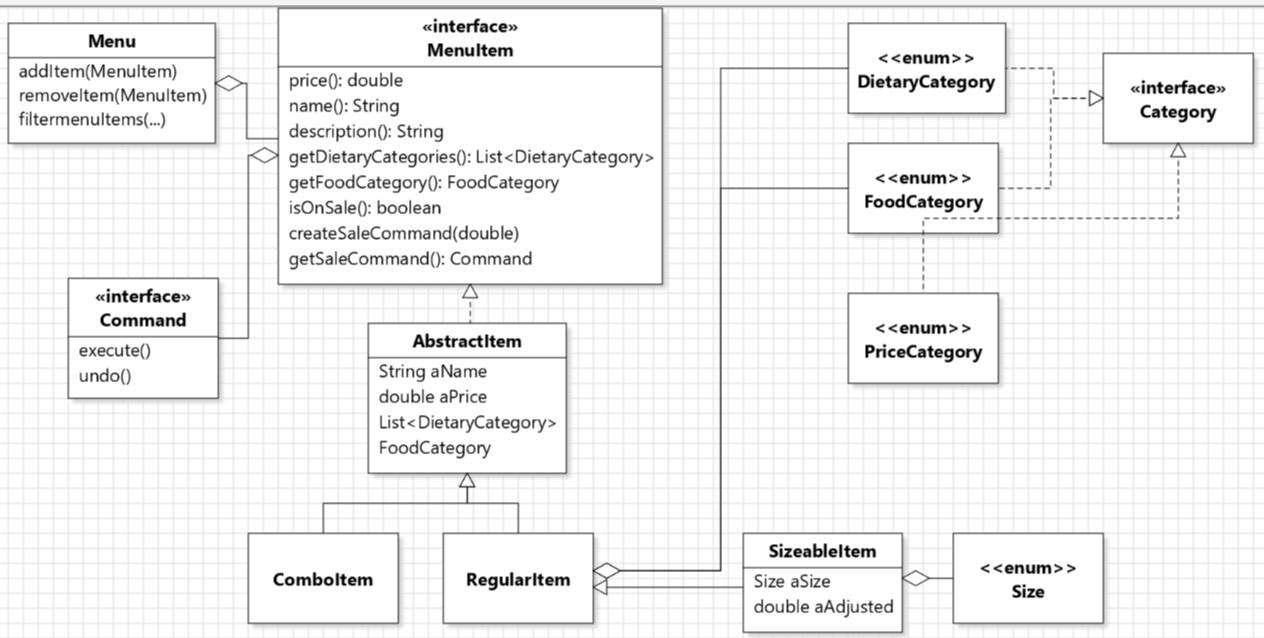 Menu
addItem(MenuItem)
removeItem(MenuItem)
filtermenuItems(...)
«interface»
MenuItem
price(): double
name(): String
description(): String
getDietaryCategories(): List<DietaryCategory>
getFoodCategory(): FoodCategory
isOnSale(): boolean
createSaleCommand(double)
getSaleCommand(): Command
<<enum>>
DietaryCategory
«interface»
Category
<<enum>>
FoodCategory
«interface»
Command
execute()
undo()
AbstractItem
String aName
double aPrice
List<DietaryCategory>
FoodCategory
<<enum>>
PriceCategory
ComboItem
RegularItem
SizeableItem
Size aSize
double aAdjusted
<<enum>>
Size